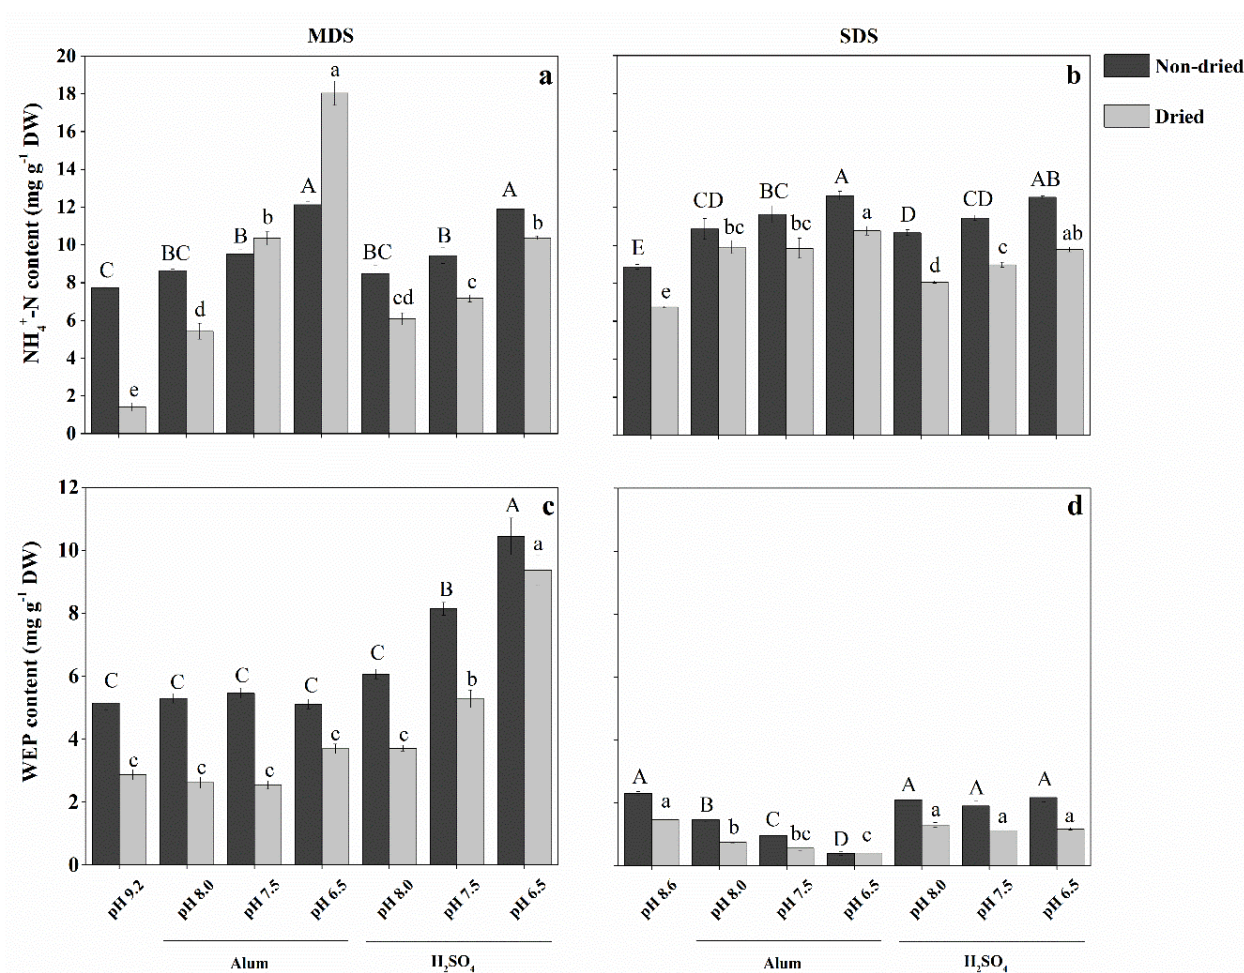 MDS
SDS
Non-dried
Dried
NH₄⁺-N content (mg g⁻¹ DW)
20
18
16
14
12
10
8
6
4
2
0
a
C
e
BC
d
B
b
A
a
BC
cd
B
c
A
b
b
E
e
CD
bc
BC
bc
A
a
D
d
CD
c
AB
ab
WEP content (mg g⁻¹ DW)
12
10
8
6
4
2
0
c
C
c
C
c
C
c
C
c
C
c
B
b
A
a
d
A
a
B
b
C
bc
D
c
A
a
A
a
A
a
pH 9.2
pH 8.0
pH 7.5
pH 6.5
pH 8.0
pH 7.5
pH 6.5
Alum
H₂SO₄
pH 8.6
pH 8.0
pH 7.5
pH 6.5
pH 8.0
pH 7.5
pH 6.5
Alum
H₂SO₄